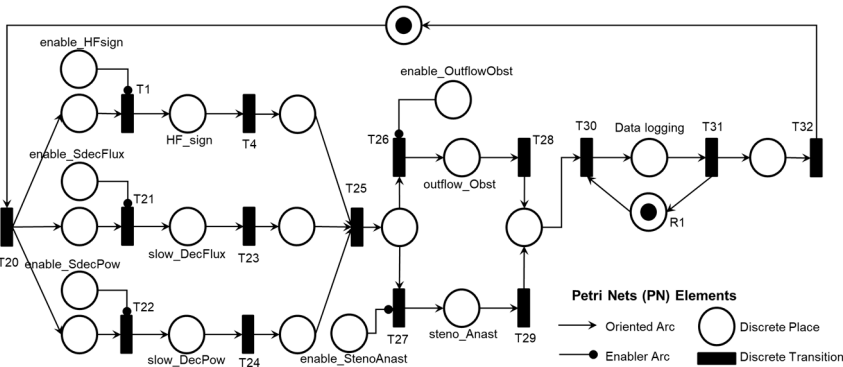 enable_HFsign
T1
HF_sign
T4
enable_SdecFlux
T21
slow_DecFlux
T23
T20
enable_SdecPow
T22
slow_DecPow
T24
T25
enable_OutflowObst
T26
outflow_Obst
T28
T27
enable_StenoAnast
steno_Anast
T29
T30
Data logging
T31
T32
R1
Petri Nets (PN) Elements
Oriented Arc
Discrete Place
Enabler Arc
Discrete Transition